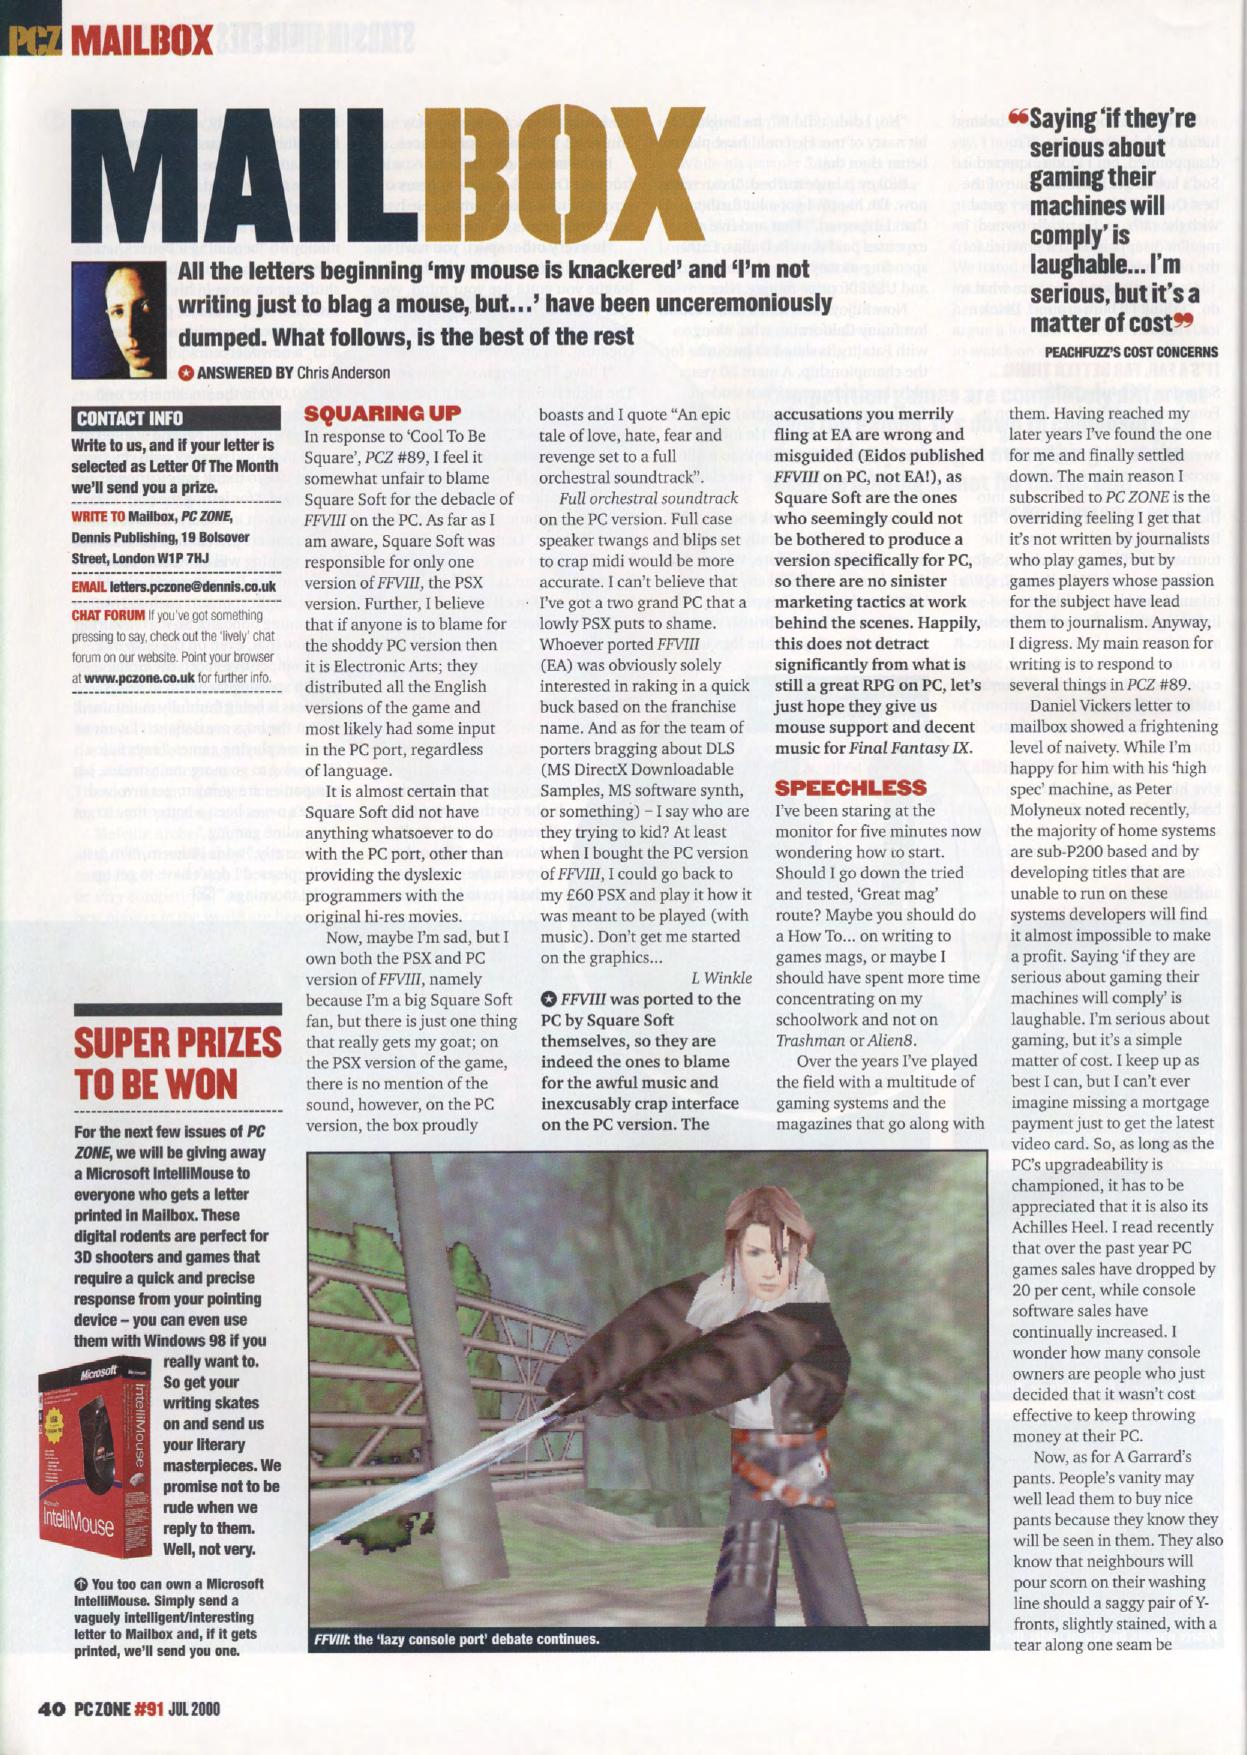 PCZ MAILBOX
MAILBOX
All the letters beginning ‘my mouse is knackered’ and ‘I’m not
writing just to blag a mouse, but...’ have been unceremoniously
dumped. What follows, is the best of the rest
ANSWERED BY Chris Anderson
“Saying ‘if they’re
serious about
gaming their
machines will
comply’ is
laughable... I’m
serious, but it’s a
matter of cost”
PEACHFUZZ’S COST CONCERNS
CONTACT INFO
Write to us, and if your letter is
selected as Letter Of The Month
we’ll send you a prize.
WRITE TO Mailbox, PC ZONE,
Dennis Publishing, 19 Bolsover
Street, London W1P 7HJ
EMAIL letters.pczone@dennis.co.uk
CHAT FORUM If you’ve got something
pressing to say, check out the ‘lively’ chat
forum on our website. Point your browser
at www.pczone.co.uk for further info.
SUPER PRIZES
TO BE WON
For the next few issues of PC
ZONE, we will be giving away
a Microsoft IntelliMouse to
everyone who gets a letter
printed in Mailbox. These
digital rodents are perfect for
3D shooters and games that
require a quick and precise
response from your pointing
device – you can even use
them with Windows 98 if you
really want to.
So get your
writing skates
on and send us
your literary
masterpieces. We
promise not to be
rude when we
reply to them.
Well, not very.
Microsoft
IntelliMouse
IntelliMouse
You too can own a Microsoft
IntelliMouse. Simply send a
vaguely intelligent/interesting
letter to Mailbox and, if it gets
printed, we’ll send you one.
SQUARING UP
In response to ‘Cool To Be
Square’, PCZ #89, I feel it
somewhat unfair to blame
Square Soft for the debacle of
FFVIII on the PC. As far as I
am aware, Square Soft was
responsible for only one
version of FFVIII, the PSX
version. Further, I believe
that if anyone is to blame for
the shoddy PC version then
it is Electronic Arts; they
distributed all the English
versions of the game and
most likely had some input
in the PC port, regardless
of language.
It is almost certain that
Square Soft did not have
anything whatsoever to do
with the PC port, other than
providing the dyslexic
programmers with the
original hi-res movies.
Now, maybe I’m sad, but I
own both the PSX and PC
version of FFVIII, namely
because I’m a big Square Soft
fan, but there is just one thing
that really gets my goat; on
the PSX version of the game,
there is no mention of the
sound, however, on the PC
version, the box proudly
boasts and I quote “An epic
tale of love, hate, fear and
revenge set to a full
orchestral soundtrack”.
Full orchestral soundtrack
on the PC version. Full case
speaker twangs and blips set
to crap midi would be more
accurate. I can’t believe that
I’ve got a two grand PC that a
lowly PSX puts to shame.
Whoever ported FFVIII
(EA) was obviously solely
interested in raking in a quick
buck based on the franchise
name. And as for the team of
porters bragging about DLS
(MS DirectX Downloadable
Samples, MS software synth,
or something) – I say who are
they trying to kid? At least
when I bought the PC version
of FFVIII, I could go back to
my £60 PSX and play it how it
was meant to be played (with
music). Don’t get me started
on the graphics...
L Winkle
FFVIII was ported to the
PC by Square Soft
themselves, so they are
indeed the ones to blame
for the awful music and
inexcusably crap interface
on the PC version. The
accusations you merrily
fling at EA are wrong and
misguided (Eidos published
FFVIII on PC, not EA!), as
Square Soft are the ones
who seemingly could not
be bothered to produce a
version specifically for PC,
so there are no sinister
marketing tactics at work
behind the scenes. Happily,
this does not detract
significantly from what is
still a great RPG on PC, let’s
just hope they give us
mouse support and decent
music for Final Fantasy IX.
SPEECHLESS
I’ve been staring at the
monitor for five minutes now
wondering how to start.
Should I go down the tried
and tested, ‘Great mag’
route? Maybe you should do
a How To... on writing to
games mags, or maybe I
should have spent more time
concentrating on my
schoolwork and not on
Trashman or Alien8.
Over the years I’ve played
the field with a multitude of
gaming systems and the
magazines that go along with
them. Having reached my
later years I’ve found the one
for me and finally settled
down. The main reason I
subscribed to PC ZONE is the
overriding feeling I get that
it’s not written by journalists
who play games, but by
games players whose passion
for the subject have lead
them to journalism. Anyway,
I digress. My main reason for
writing is to respond to
several things in PCZ #89.
Daniel Vickers letter to
mailbox showed a frightening
level of naivety. While I’m
happy for him with his ‘high
spec’ machine, as Peter
Molyneux noted recently,
the majority of home systems
are sub-P200 based and by
developing titles that are
unable to run on these
systems developers will find
it almost impossible to make
a profit. Saying ‘if they are
serious about gaming their
machines will comply’ is
laughable. I’m serious about
gaming, but it’s a simple
matter of cost. I keep up as
best I can, but I can’t ever
imagine missing a mortgage
payment just to get the latest
video card. So, as long as the
PC’s upgradeability is
championed, it has to be
appreciated that it is also its
Achilles Heel. I read recently
that over the past year PC
games sales have dropped by
20 per cent, while console
software sales have
continually increased. I
wonder how many console
owners are people who just
decided that it wasn’t cost
effective to keep throwing
money at their PC.
Now, as for A Garrard’s
pants. People’s vanity may
well lead them to buy nice
pants because they know they
will be seen in them. They also
know that neighbours will
pour scorn on their washing
line should a saggy pair of Y-
fronts, slightly stained, with a
tear along one seam be
FFVIII: the ‘lazy console port’ debate continues.
40 PC ZONE #91 JUL 2000